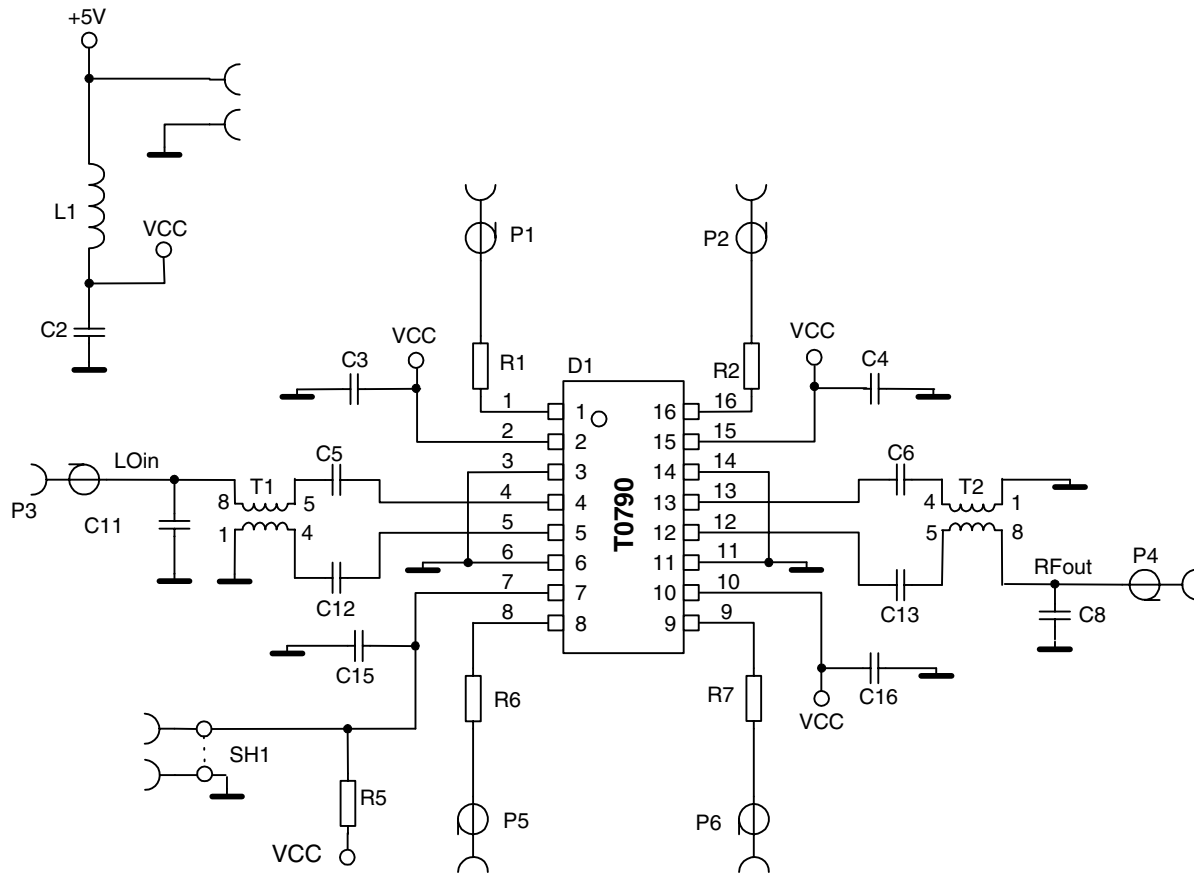 +5V
L1
VCC
C2
P1
P2
VCC
VCC
C3
R1
D1
R2
C4
1
1
16
16
2
2
15
15
LOin
C5
3
3
14
14
C6
P3
8
T1
5
4
4
13
13
4
T2
1
C11
1
4
5
5
12
12
5
8
T0790
6
6
11
11
RFout
P4
C12
7
7
10
10
C13
C8
8
8
9
9
C15
R6
R7
C16
VCC
SH1
R5
P5
P6
VCC